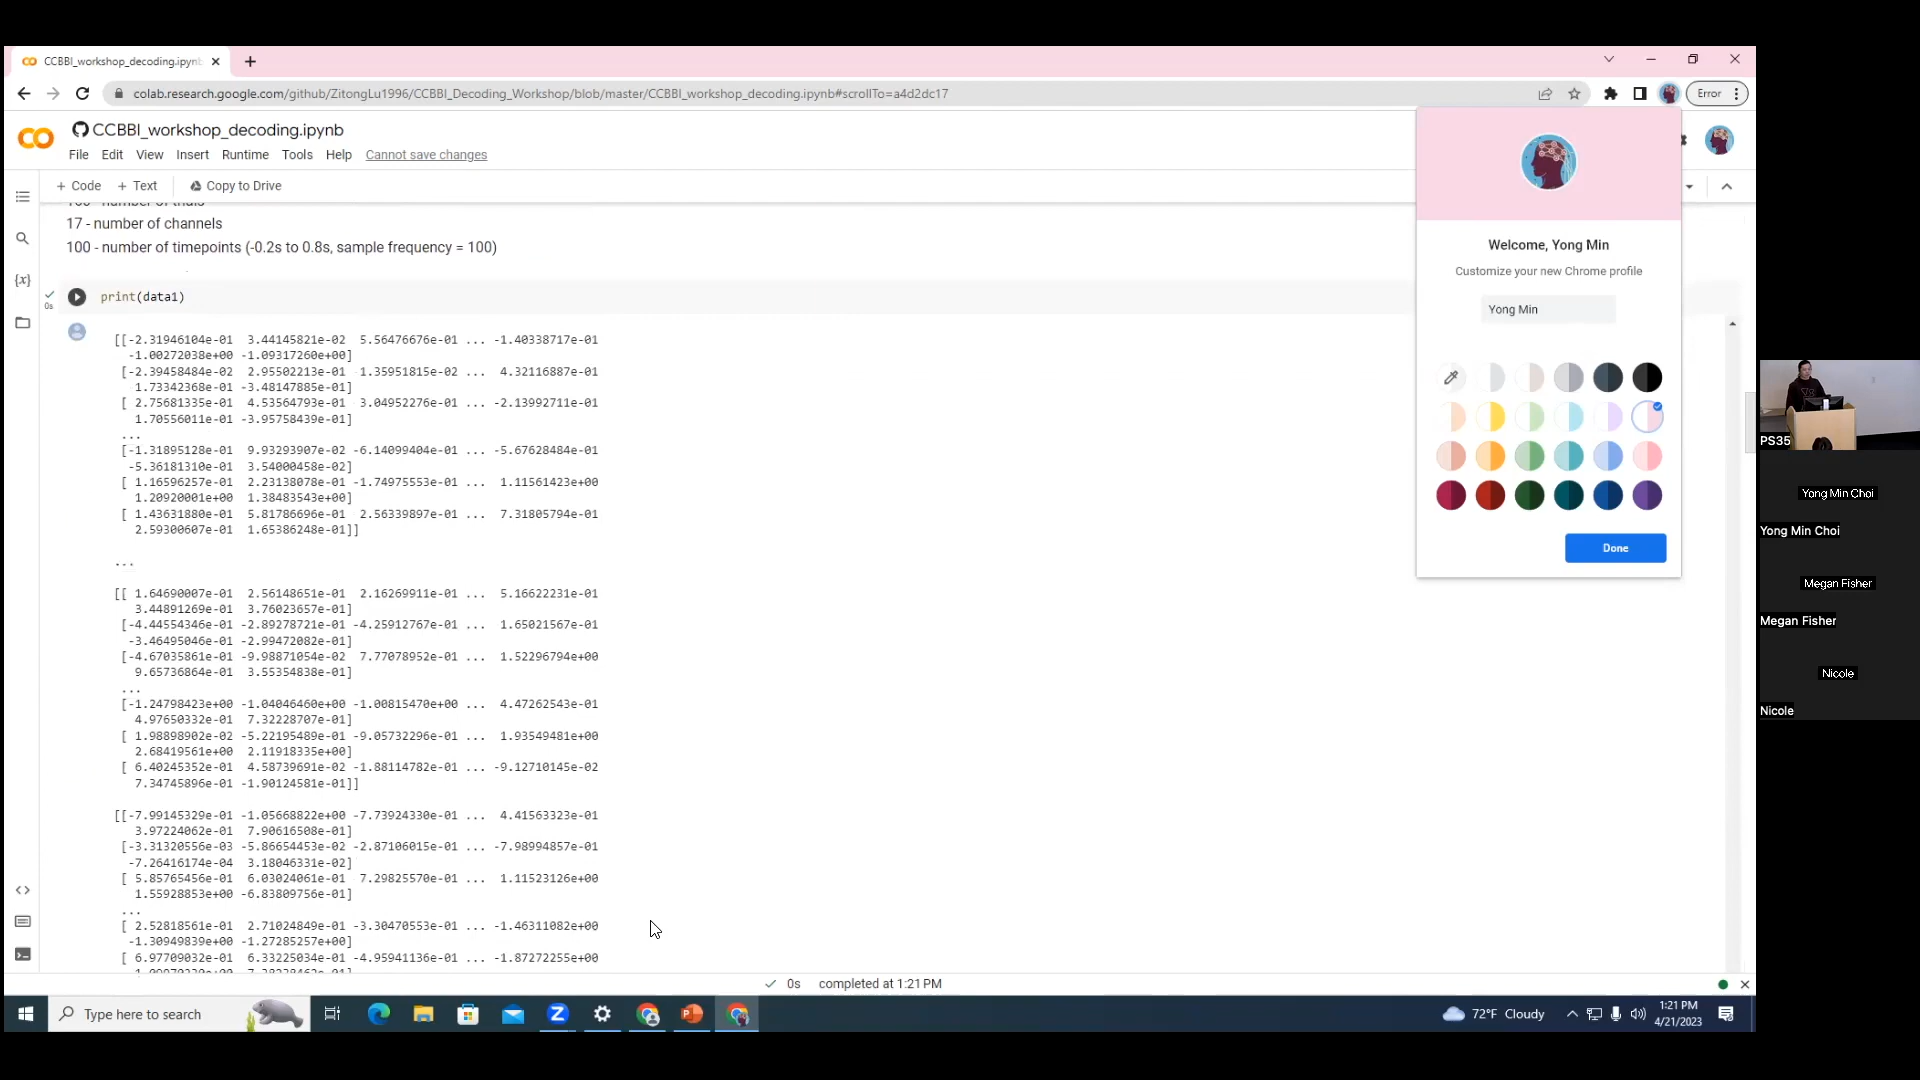 CCBBI_workshop_decoding.ipynb
colab.research.google.com/github/ZitongLu1996/CCBBI_Decoding_Workshop/blob/master/CCBBI_workshop_decoding.ipynb#scrollTo=a4d2dc17
Error
CCBBI_workshop_decoding.ipynb
File Edit View Insert Runtime Tools Help Cannot save changes
+ Code + Text Copy to Drive
17 - number of channels
100 - number of timepoints (-0.2s to 0.8s, sample frequency = 100)
0s
print(data1)
[[-2.31946104e-01 3.44145821e-02 5.56476676e-01 ... -1.40338717e-01
-1.00272038e+00 -1.09317260e+00]
[-2.39458484e-02 2.95502213e-01 1.35951815e-02 ... 4.32116887e-01
1.73342368e-01 -3.48147885e-01]
[ 2.75681335e-01 4.53564793e-01 3.04952276e-01 ... -2.13992711e-01
1.70556011e-01 -3.95758439e-01]
...
[-1.31895128e-01 9.93293907e-02 -6.14099404e-01 ... -5.67628484e-01
-5.36181310e-01 3.54000458e-02]
[ 1.16596257e-01 2.23138078e-01 -1.74975553e-01 ... 1.11561423e+00
1.20920001e+00 1.38483543e+00]
[ 1.43631880e-01 5.81786696e-01 2.56339897e-01 ... 7.31805794e-01
2.59300607e-01 1.65386248e-01]]
...
[[ 1.64690007e-01 2.56148651e-01 2.16269911e-01 ... 5.16622231e-01
3.44891269e-01 3.76023657e-01]
[-4.44554346e-01 -2.89278721e-01 -4.25912767e-01 ... 1.65021567e-01
-3.46495046e-01 -2.99472082e-01]
[-4.67035861e-01 -9.98871054e-02 7.77078952e-01 ... 1.52296794e+00
9.65736864e-01 3.55354838e-01]
...
[-1.24798423e+00 -1.04046460e+00 -1.00815470e+00 ... 4.47262543e-01
4.97650332e-01 7.32228707e-01]
[ 1.98898902e-02 -5.22195489e-01 -9.05732296e-01 ... 1.93549481e+00
2.68419561e+00 2.11918335e+00]
[ 6.40245352e-01 4.58739691e-02 -1.88114782e-01 ... -9.12710145e-02
7.34745896e-01 -1.90124581e-01]]
[[-7.99145329e-01 -1.05668822e+00 -7.73924330e-01 ... 4.41563323e-01
3.97224062e-01 7.90616508e-01]
[-3.31320556e-03 -5.86654453e-02 -2.87106015e-01 ... -7.98994857e-01
-7.26416174e-04 3.18046331e-02]
[ 5.85765456e-01 6.03024061e-01 7.29825570e-01 ... 1.11523126e+00
1.55928853e+00 -6.83809756e-01]
...
[ 2.52818561e-01 2.71024849e-01 -3.30470553e-01 ... -1.46311082e+00
-1.30949839e+00 -1.27285257e+00]
[ 6.97709032e-01 6.33225034e-01 -4.95941136e-01 ... -1.87272255e+00
Welcome, Yong Min
Customize your new Chrome profile
Yong Min
Done
0s completed at 1:21 PM
Type here to search
72°F Cloudy
1:21 PM
4/21/2023
PS35
Yong Min Choi
Yong Min Choi
Megan Fisher
Megan Fisher
Nicole
Nicole